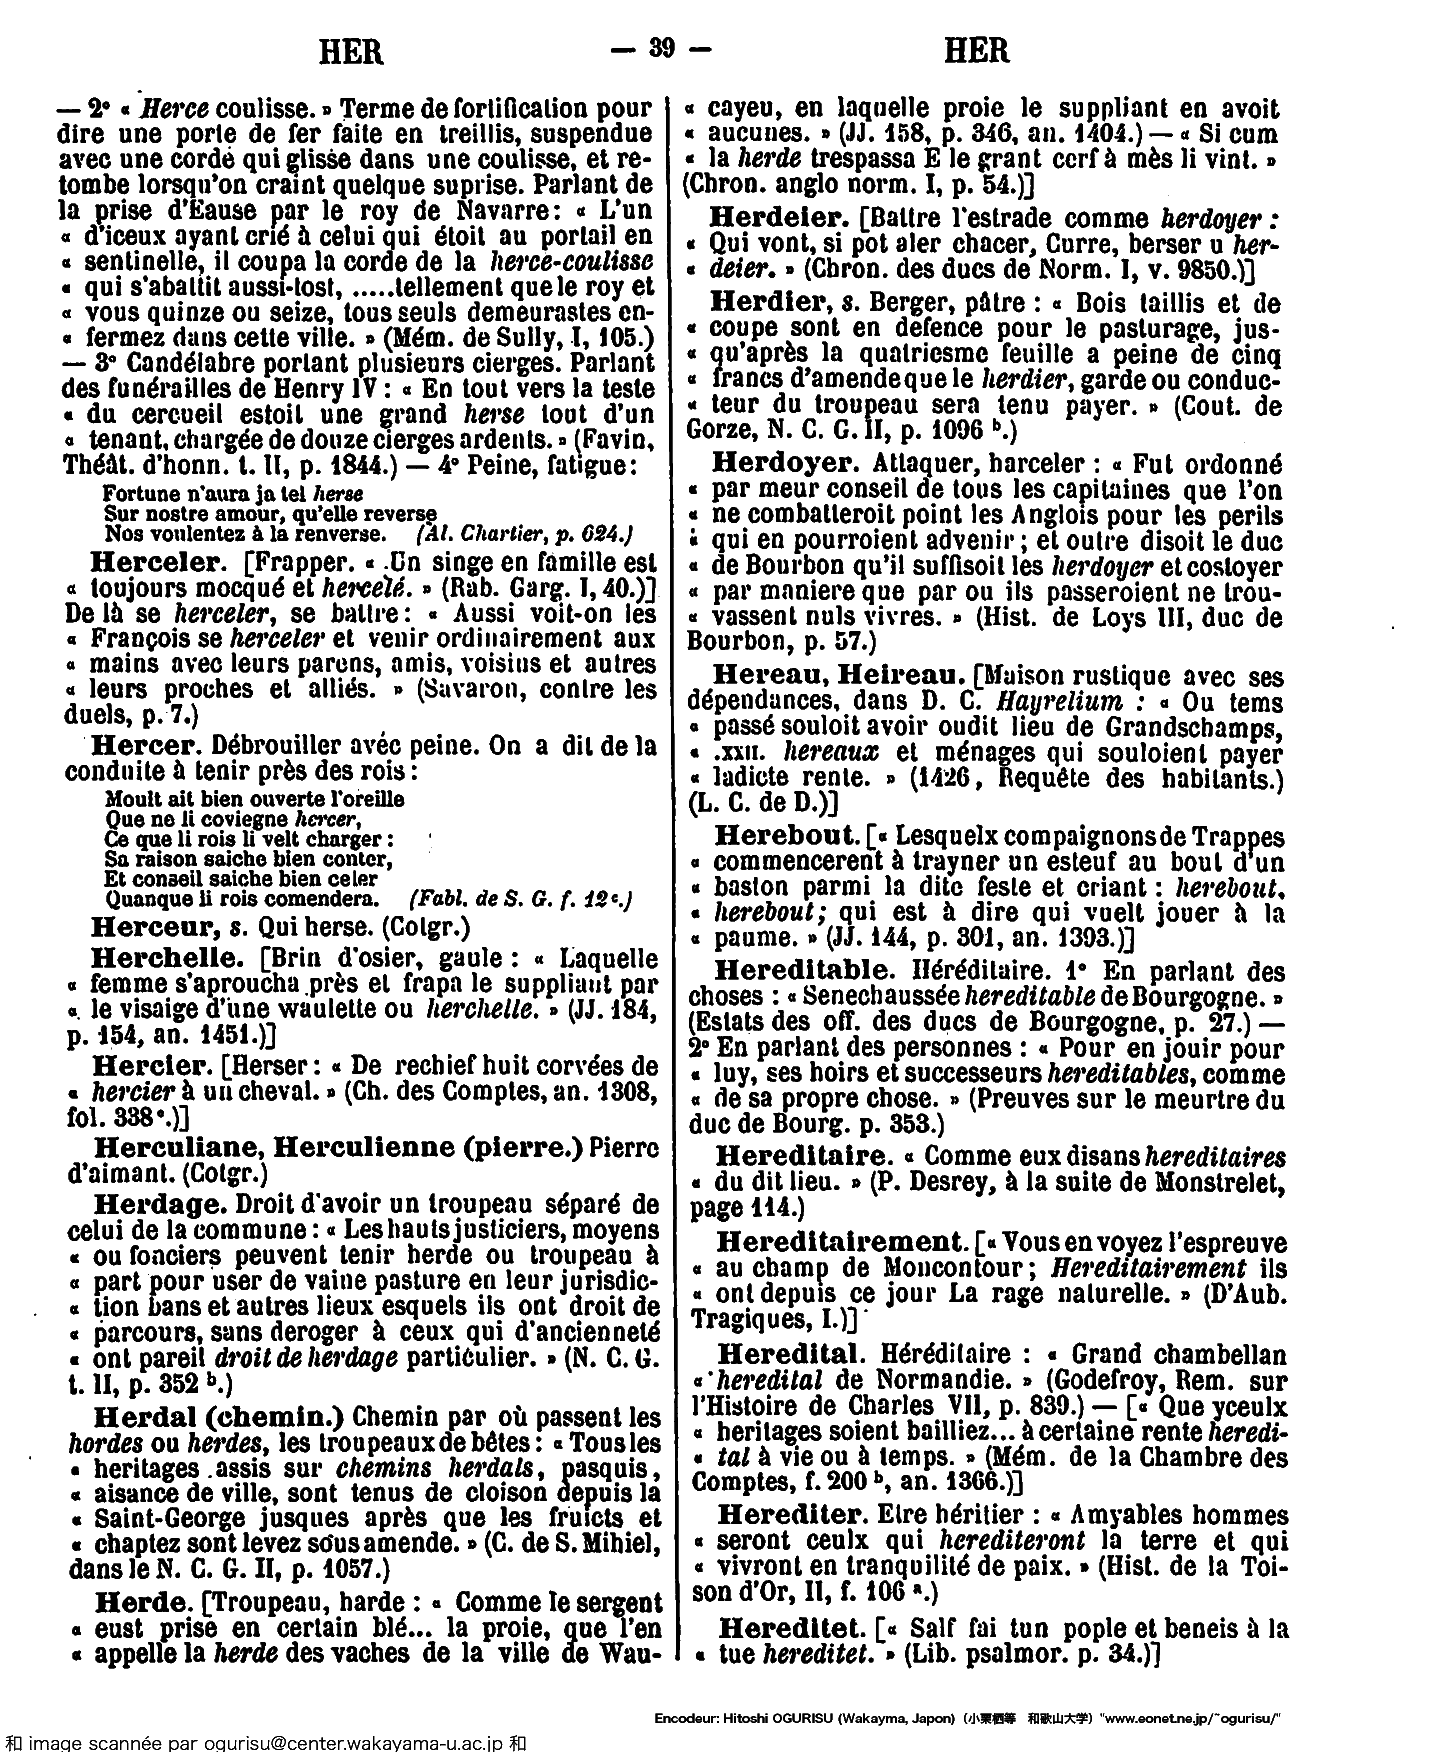 HER — 39 — HER
— 2° « Herce coulisse. » Terme de fortification pour
dire une porte de fer faite en treillis, suspendue
avec une corde qui glisse dans une coulisse, et re-
tombe lorsqu'on craint quelque suprise. Parlant de
la prise d'Eause par le roy de Navarre : « L'un
« d'iceux ayant crié à celui qui étoit au portail en
« sentinelle, il coupa la corde de la herce-coulisse
« qui s'abattit aussi-tost, .....tellement que le roy et
« vous quinze ou seize, tous seuls demeurastes en-
« fermez dans cette ville. » (Mém. de Sully, I, 105.)
— 3° Candélabre portant plusieurs cierges. Parlant
des funérailles de Henry IV : « En tout vers la teste
« du cercueil estoit une grand herse tout d'un
« tenant, chargée de douze cierges ardents. » (Favin,
Théât. d'honn. t. II, p. 1844.) — 4° Peine, fatigue :
Fortune n'aura ja tel herse
Sur nostre amour, qu'elle reverse
Nos voulentez à la renverse. (Al. Chartier, p. 624.)
Herceler. [Frapper. « Un singe en famille est
« toujours mocqué et hercelé. » (Rab. Garg. I, 40.)]
De là se herceler, se battre : « Aussi voit-on les
« François se herceler et venir ordinairement aux
« mains avec leurs parens, amis, voisins et autres
« leurs proches et alliés. » (Savaron, contre les
duels, p. 7.)
Hercer. Débrouiller avéc peine. On a dit de la
conduite à tenir près des rois :
Moult ait bien ouverte l'oreille
Que ne li coviegne hercer,
Ce que li rois li velt charger :
Sa raison saiche bien conter,
Et conseil saiche bien celer
Quanque li rois comendera. (Fabl. de S. G. f. 12c.)
Herceur, s. Qui herse. (Cotgr.)
Herchelle. [Brin d'osier, gaule : « Laquelle
« femme s'aproucha près et frapa le suppliant par
« le visaige d'une waulette ou herchelle. » (JJ. 184,
p. 154, an. 1451.)]
Hercier. [Herser : « De rechief huit corvées de
« hercier à un cheval. » (Ch. des Comptes, an. 1308,
fol. 338 a.)]
Herculiane, Herculienne (pierre.) Pierre
d'aimant. (Cotgr.)
Herdage. Droit d'avoir un troupeau séparé de
celui de la commune : « Les hauts justiciers, moyens
« ou fonciers peuvent tenir herde ou troupeau à
« part pour user de vaine pasture en leur jurisdic-
« tion bans et autres lieux esquels ils ont droit de
« parcours, sans deroger à ceux qui d'ancienneté
« ont pareil droit de herdage particulier. » (N. C. G.
t. II, p. 352 b.)
Herdal (chemin.) Chemin par où passent les
hordes ou herdes, les troupeaux de bêtes : « Tous les
« heritages assis sur chemins herdals, pasquis,
« aisance de ville, sont tenus de cloison depuis la
« Saint-George jusques après que les fruicts et
« chaptez sont levez sous amende. » (C. de S. Mihiel,
dans le N. C. G. II, p. 1057.)
Herde. [Troupeau, harde : « Comme le sergent
« eust prise en certain blé... la proie, que l'en
« appelle la herde des vaches de la ville de Wau-
« cayeu, en laquelle proie le suppliant en avoit
« aucunes. » (JJ. 158, p. 346, an. 1404.) — « Si cum
« la herde trespassa E le grant cerf à mès li vint. »
(Chron. anglo norm. I, p. 54.)]
Herdeier. [Battre l'estrade comme herdoyer :
« Qui vont, si pot aler chacer, Curre, berser u her-
« deier. » (Chron. des ducs de Norm. I, v. 9850.)]
Herdier, s. Berger, pâtre : « Bois taillis et de
« coupe sont en defence pour le pasturage, jus-
« qu'après la quatriesme feuille a peine de cinq
« francs d'amende que le herdier, garde ou conduc-
« teur du troupeau sera tenu payer. » (Cout. de
Gorze, N. C. G. II, p. 1096 b.)
Herdoyer. Attaquer, harceler : « Fut ordonné
« par meur conseil de tous les capitaines que l'on
« ne combatteroit point les Anglois pour les perils
« qui en pourroient advenir ; et outre disoit le duc
« de Bourbon qu'il suffisoit les herdoyer et costoyer
« par maniere que par ou ils passeroient ne trou-
« vassent nuls vivres. » (Hist. de Loys III, duc de
Bourbon, p. 57.)
Hereau, Heireau. [Maison rustique avec ses
dépendances, dans D. C. Hayrelium : « Ou tems
« passé souloit avoir oudit lieu de Grandschamps,
« .XXII. hereaux et ménages qui souloient payer
« ladicte rente. » (1426, Requête des habitants.)
(L. C. de D.)]
Herebout. [« Lesquelx compaignons de Trappes
« commencerent à trayner un esteuf au bout d'un
« baston parmi la dite feste et criant : herebout,
« herebout ; qui est à dire qui vuelt jouer à la
« paume. » (JJ. 144, p. 301, an. 1393.)]
Hereditable. Héréditaire. 1° En parlant des
choses : « Senechaussée hereditable de Bourgogne. »
(Estats des off. des ducs de Bourgogne, p. 27.) —
2° En parlant des personnes : « Pour en jouir pour
« luy, ses hoirs et successeurs hereditables, comme
« de sa propre chose. » (Preuves sur le meurtre du
duc de Bourg. p. 353.)
Hereditaire. « Comme eux disans hereditaires
« du dit lieu. » (P. Desrey, à la suite de Monstrelet,
page 114.)
Hereditairement. [« Vous en voyez l'espreuve
« au champ de Moncontour ; Hereditairement ils
« ont depuis ce jour La rage naturelle. » (D'Aub.
Tragiques, I.)]
Heredital. Héréditaire : « Grand chambellan
« heredital de Normandie. » (Godefroy, Rem. sur
l'Histoire de Charles VII, p. 839.) — [« Que yceulx
« heritages soient bailliez... à certaine rente heredi-
« tal à vie ou à temps. » (Mém. de la Chambre des
Comptes, f. 200 b, an. 1366.)]
Herediter. Etre héritier : « Amyables hommes
« seront ceulx qui herediteront la terre et qui
« vivront en tranquilité de paix. » (Hist. de la Toi-
son d'Or, II, f. 106 a.)
Hereditet. [« Salf fai tun pople et beneis à la
« tue hereditet. » (Lib. psalmor. p. 34.)]
Encodeur: Hitoshi OGURISU (Wakayma, Japon) (小栗栖等 和歌山大学) "www.eonet.ne.jp/~ogurisu/"
和 image scannée par ogurisu@center.wakayama-u.ac.jp 和